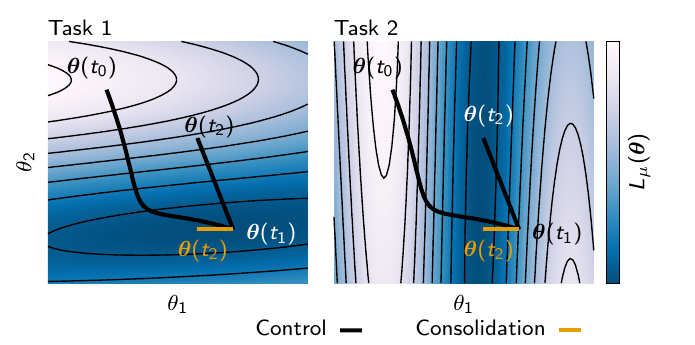 Task 1
Task 2
θ(t₀)
θ(t₂)
θ(t₁)
θ(t₂)
θ₂
θ₁
θ(t₀)
θ(t₂)
θ(t₁)
θ(t₂)
θ₁
L_μ(θ)
Control
Consolidation